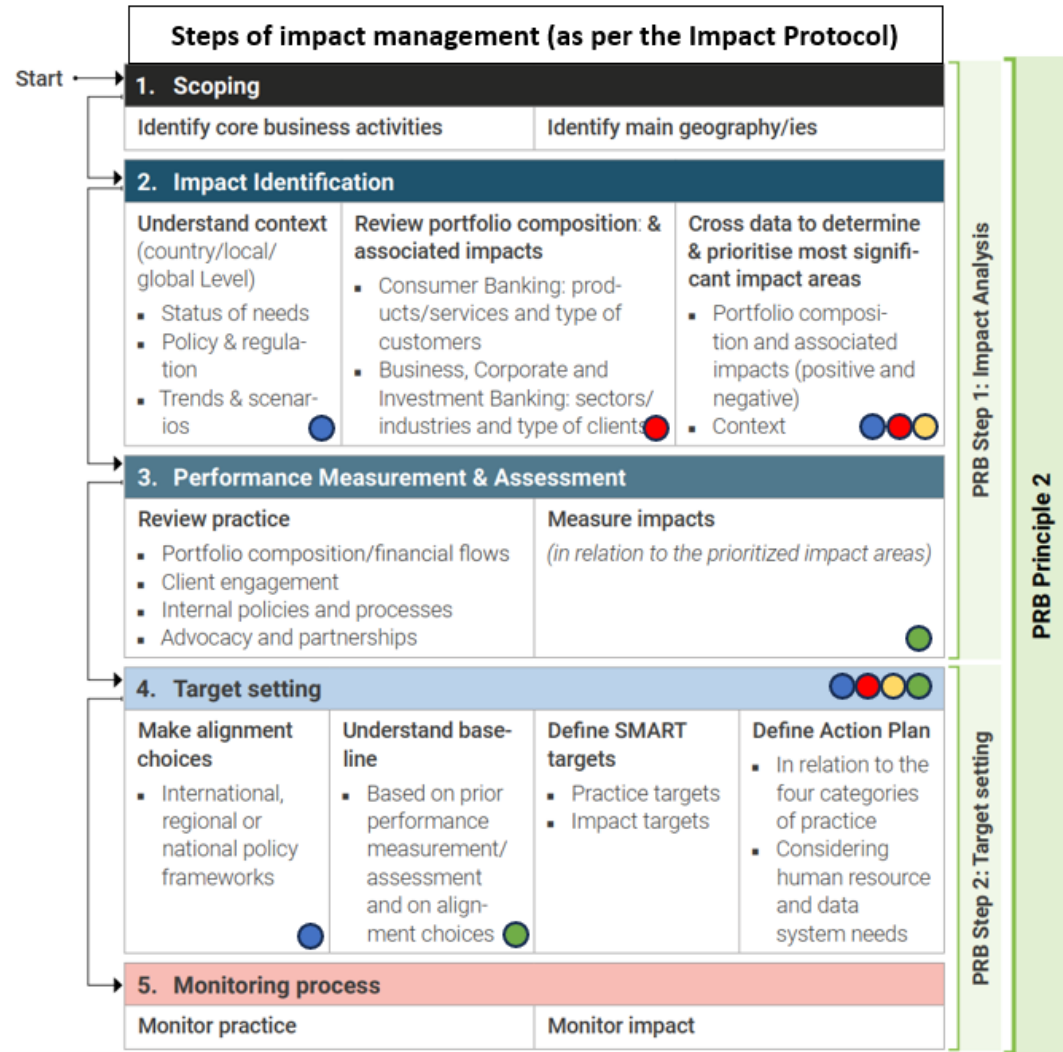 Steps of impact management (as per the Impact Protocol)
Start
1. Scoping
Identify core business activities
Identify main geography/ies
2. Impact Identification
Understand context
(country/local/
global Level)
▪ Status of needs
▪ Policy & regula-
tion
▪ Trends & scenar-
ios
Review portfolio composition: &
associated impacts
▪ Consumer Banking: prod-
ucts/services and type of
customers
▪ Business, Corporate and
Investment Banking: sectors/
industries and type of clients
Cross data to determine
& prioritise most signifi-
cant impact areas
▪ Portfolio composi-
tion and associated
impacts (positive and
negative)
▪ Context
3. Performance Measurement & Assessment
Review practice
▪ Portfolio composition/financial flows
▪ Client engagement
▪ Internal policies and processes
▪ Advocacy and partnerships
Measure impacts
(in relation to the prioritized impact areas)
4. Target setting
Make alignment
choices
▪ International,
regional or
national policy
frameworks
Understand base-
line
▪ Based on prior
performance
measurement/
assessment
and on align-
ment choices
Define SMART
targets
▪ Practice targets
▪ Impact targets
Define Action Plan
▪ In relation to the
four categories
of practice
▪ Considering
human resource
and data
system needs
5. Monitoring process
Monitor practice
Monitor impact
PRB Step 1: Impact Analysis
PRB Step 2: Target setting
PRB Principle 2